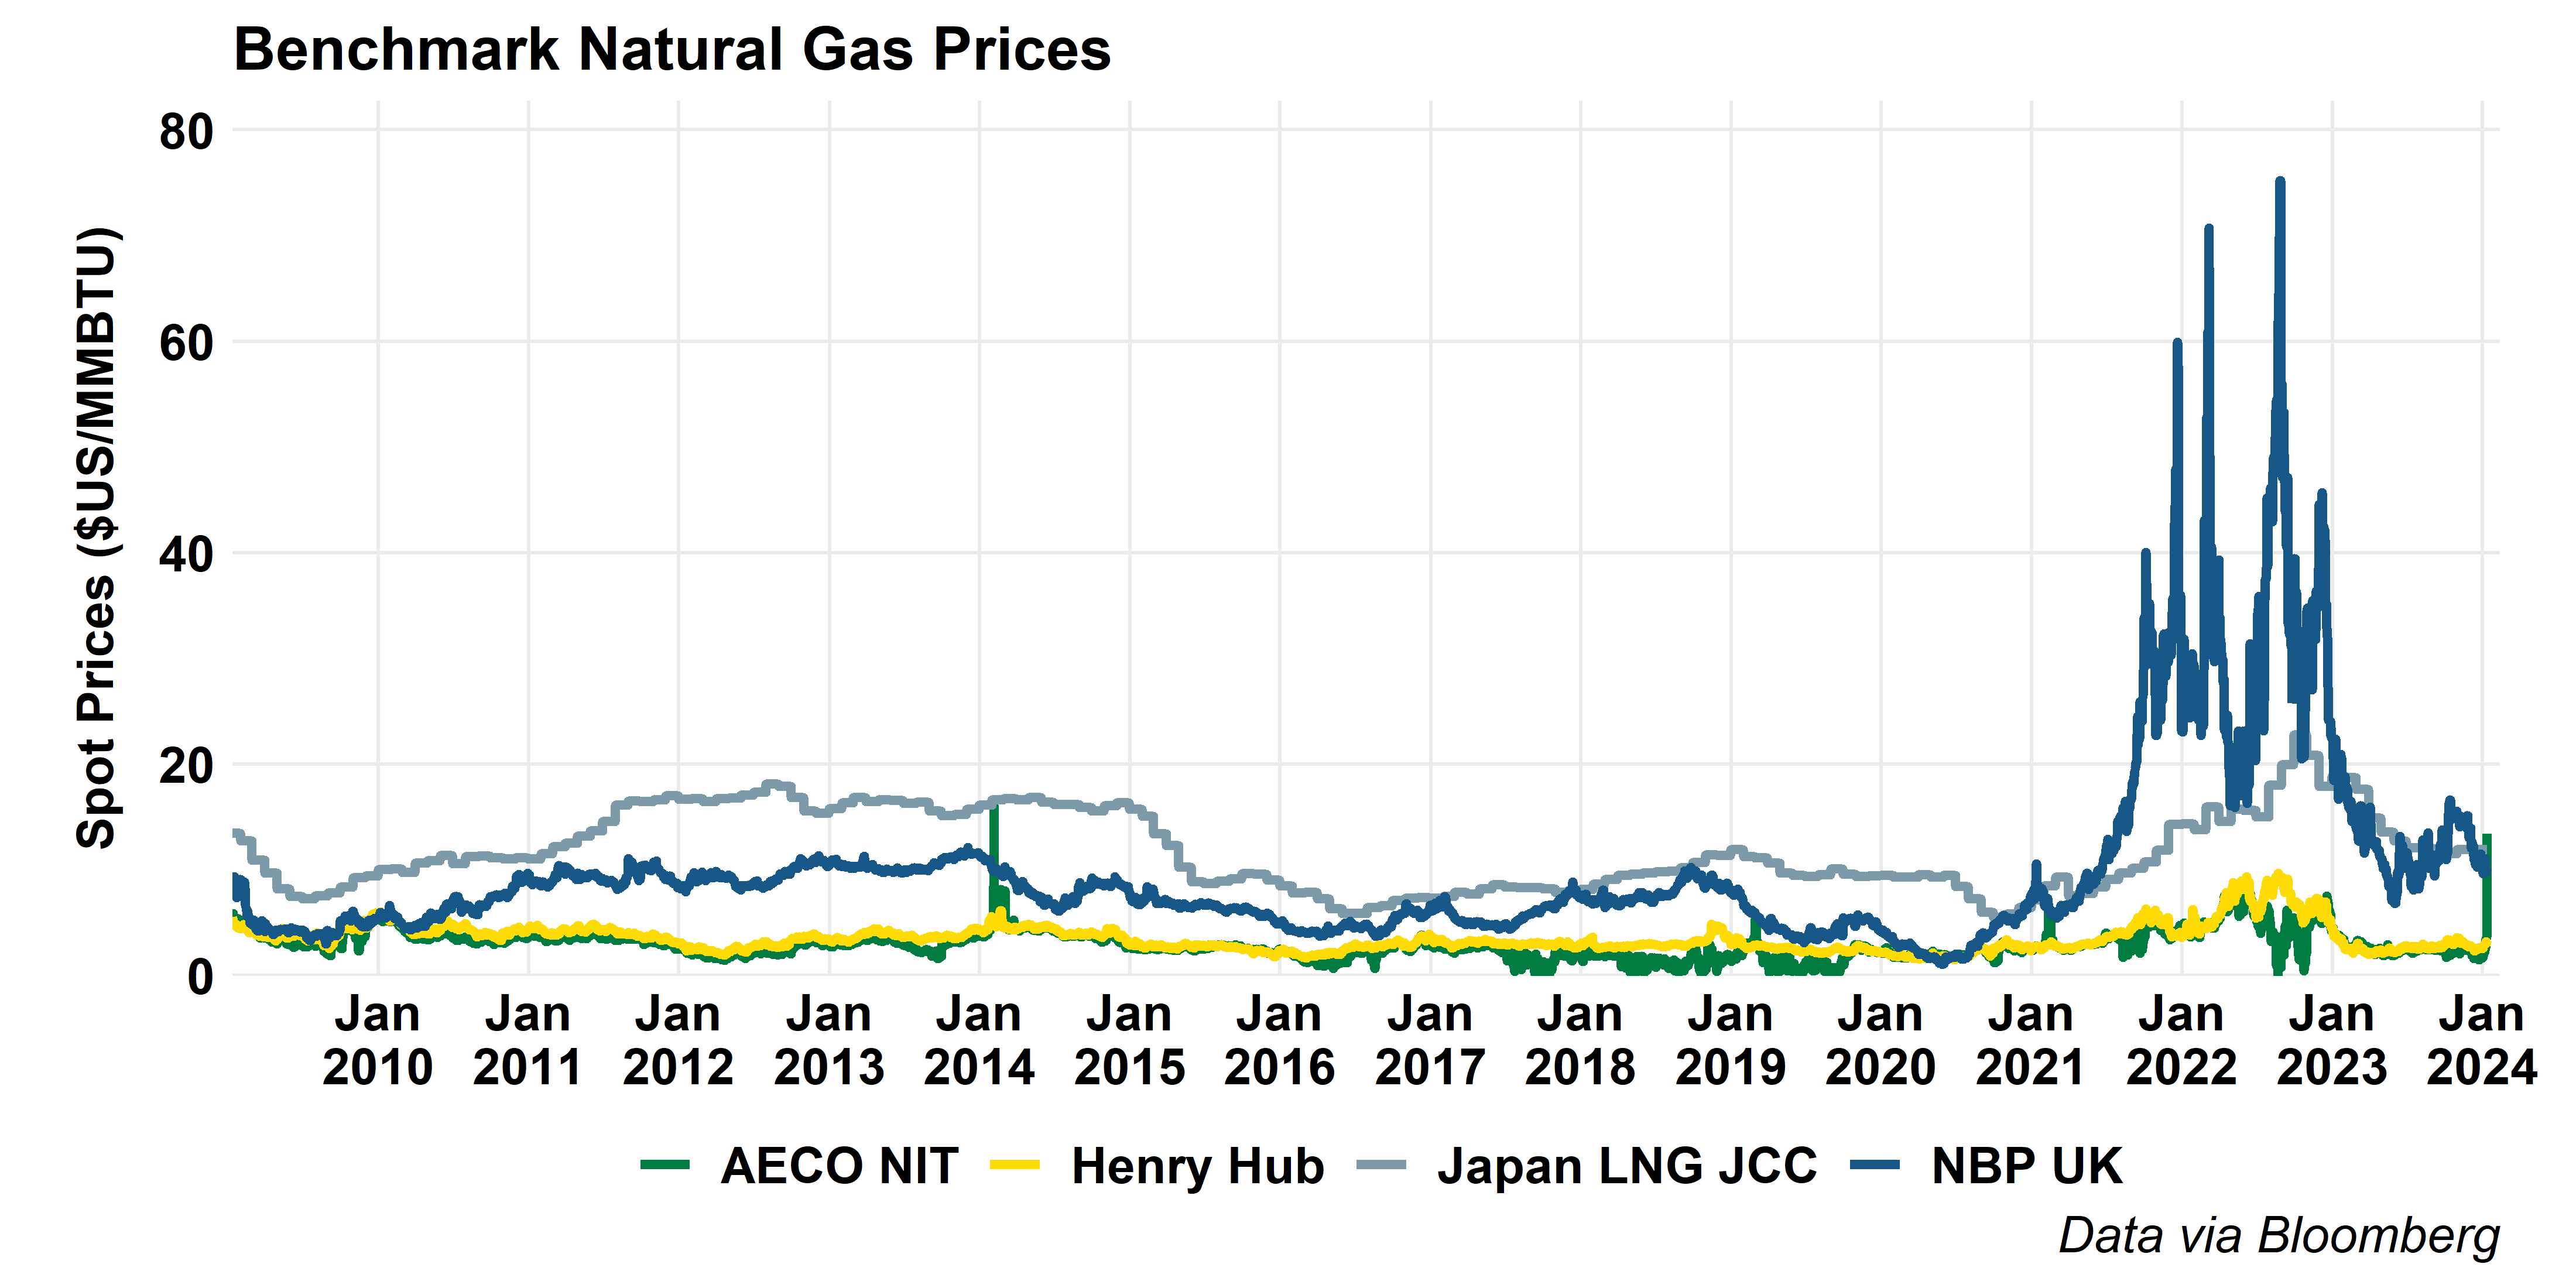 Benchmark Natural Gas Prices
Spot Prices ($US/MMBTU)
80
60
40
20
0
Jan 2010
Jan 2011
Jan 2012
Jan 2013
Jan 2014
Jan 2015
Jan 2016
Jan 2017
Jan 2018
Jan 2019
Jan 2020
Jan 2021
Jan 2022
Jan 2023
Jan 2024
AECO NIT Henry Hub Japan LNG JCC NBP UK
Data via Bloomberg